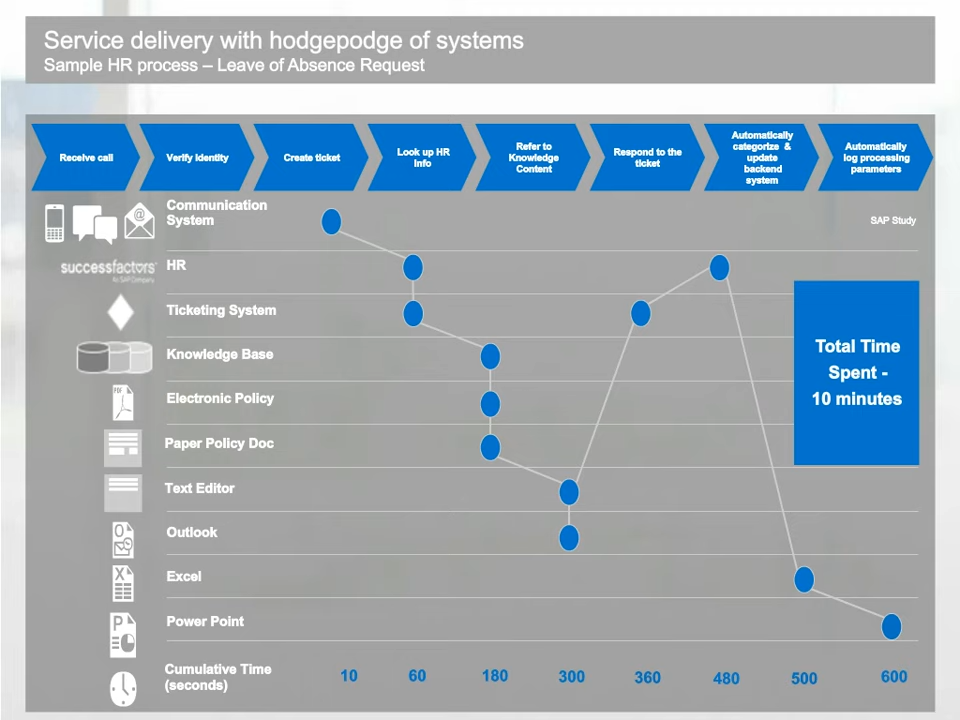 Service delivery with hodgepodge of systems
Sample HR process – Leave of Absence Request
Receive call
Verify Identity
Create ticket
Look up HR
Info
Refer to
Knowledge
Content
Respond to the
ticket
Automatically
categorize &
update
backend
system
Automatically
log processing
parameters
Communication
System
SAP Study
@
successfactors
An SAP Company
HR
Ticketing System
Knowledge Base
PDF
Electronic Policy
Paper Policy Doc
Text Editor
O
Outlook
X
Excel
P
Power Point
Total Time
Spent -
10 minutes
Cumulative Time
(seconds)
10
60
180
300
360
480
500
600